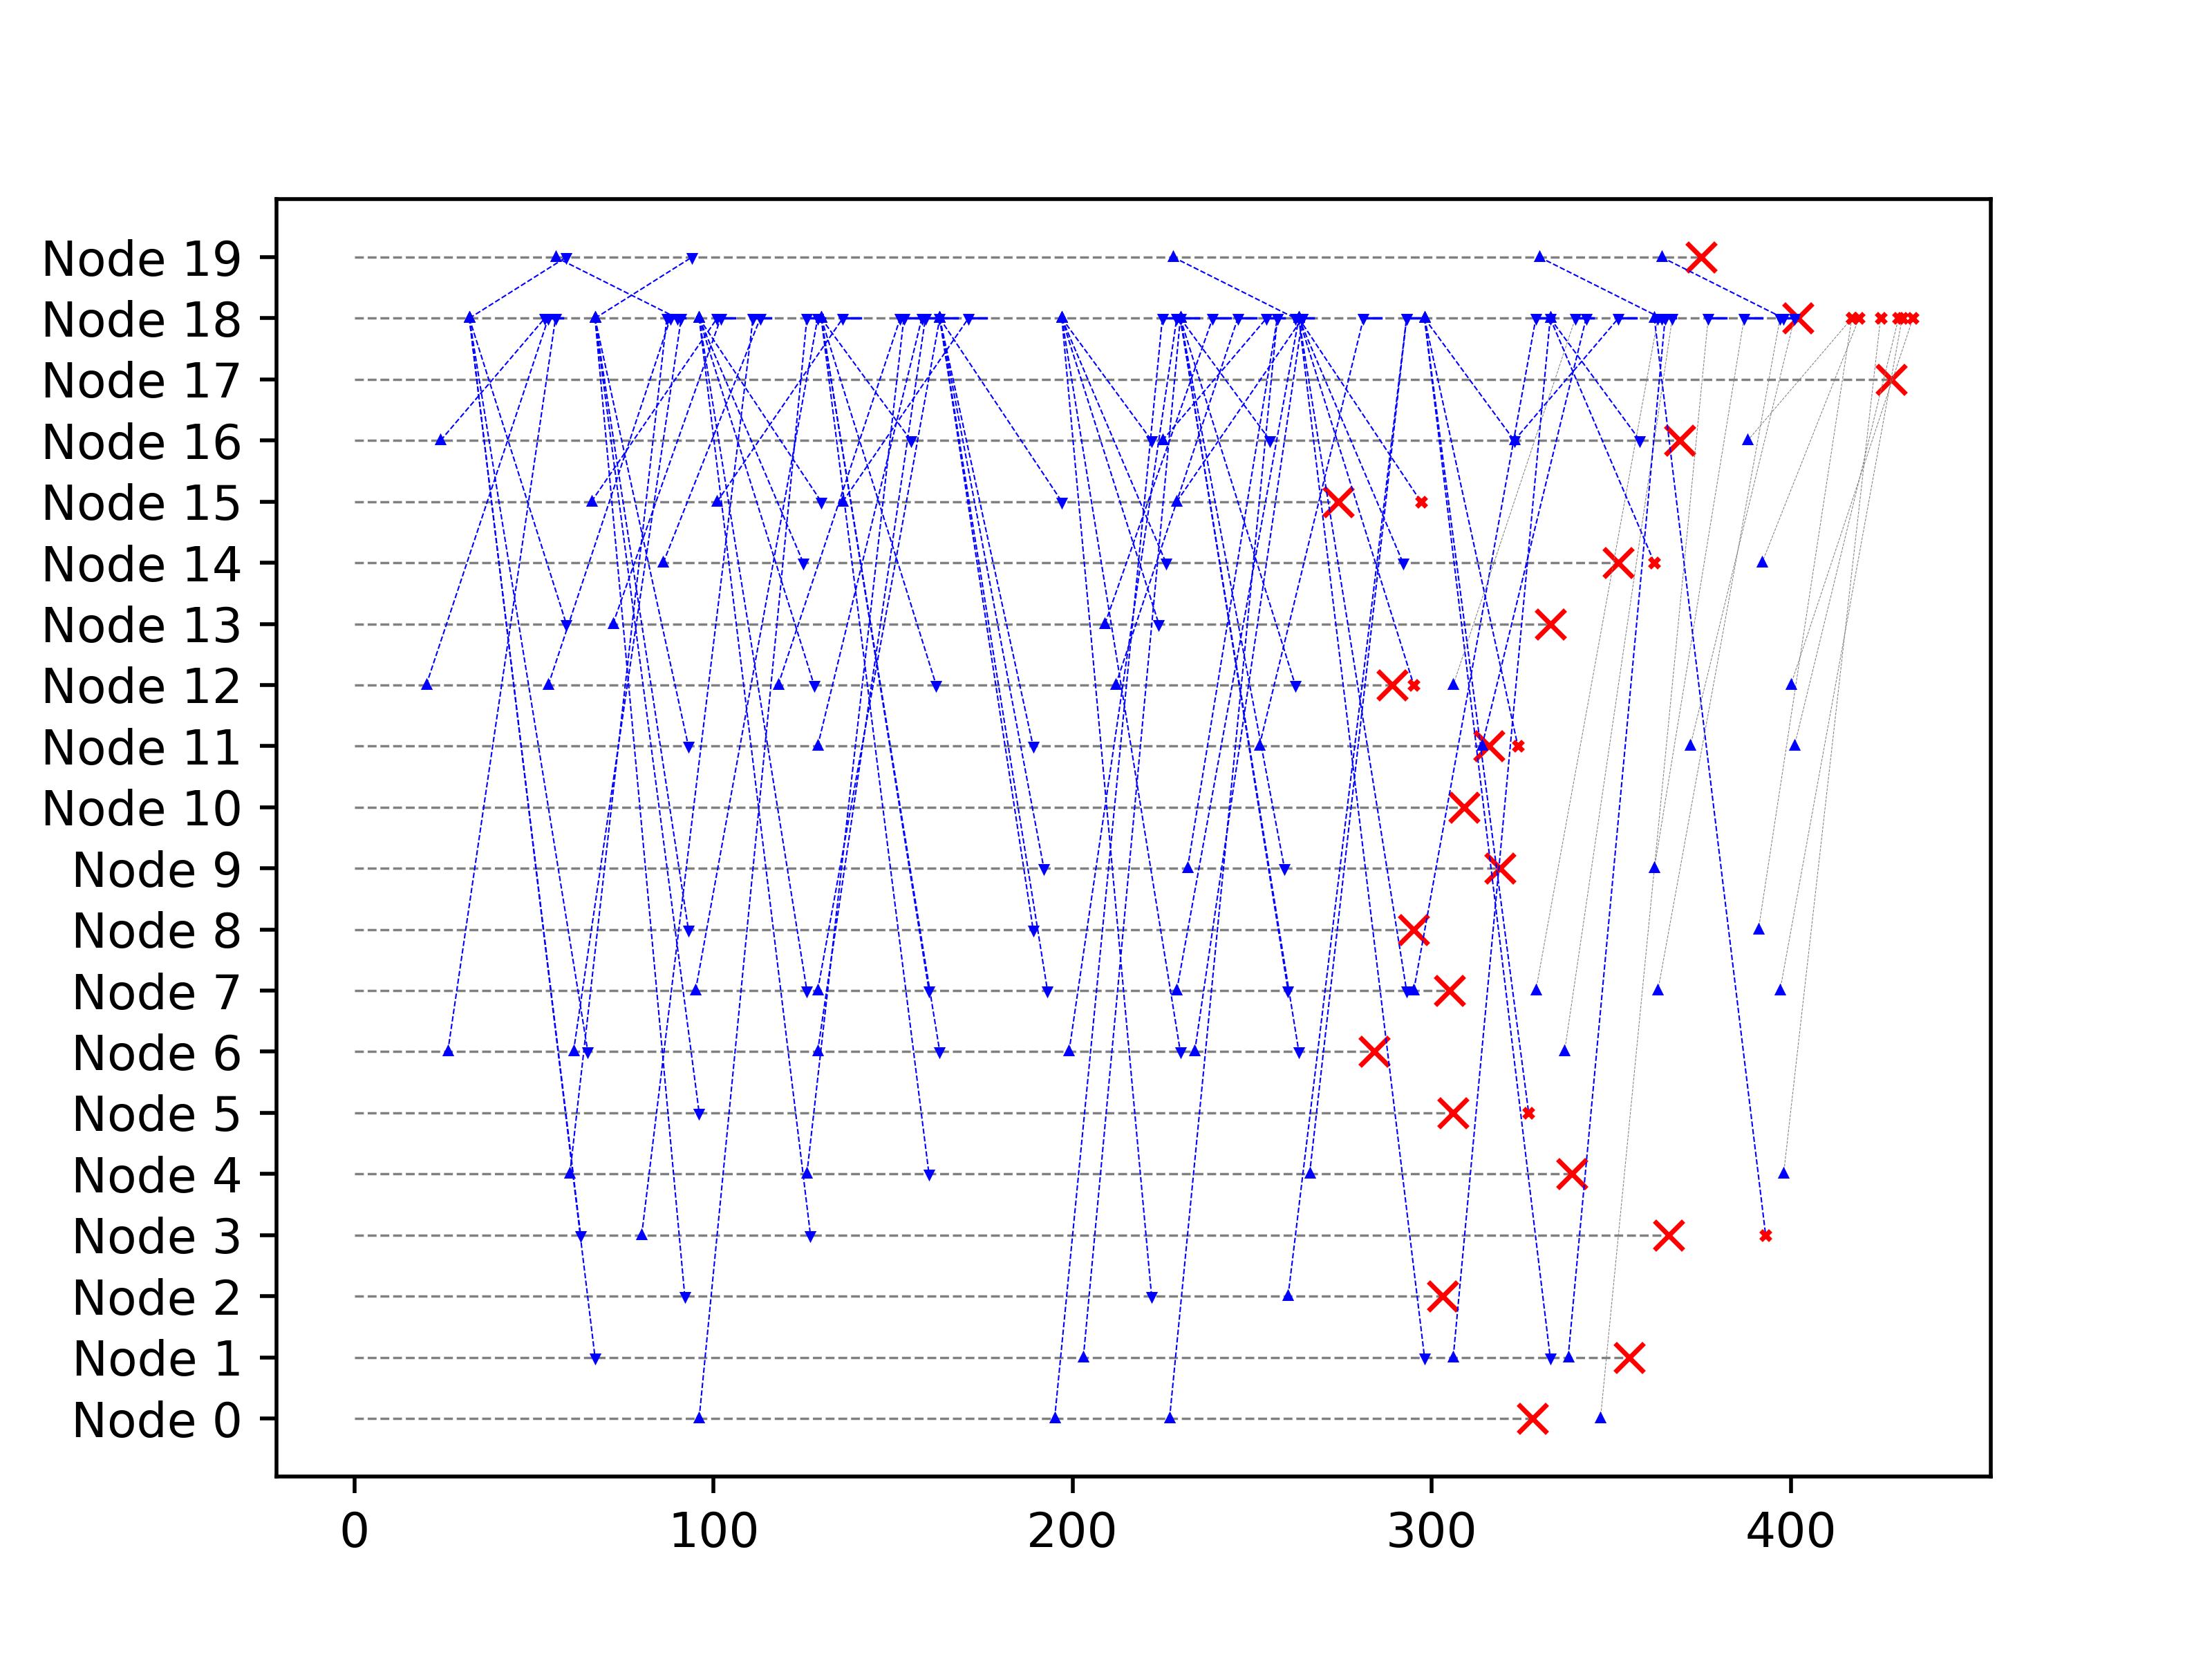 Node 19
Node 18
Node 17
Node 16
Node 15
Node 14
Node 13
Node 12
Node 11
Node 10
Node 9
Node 8
Node 7
Node 6
Node 5
Node 4
Node 3
Node 2
Node 1
Node 0
0 100 200 300 400